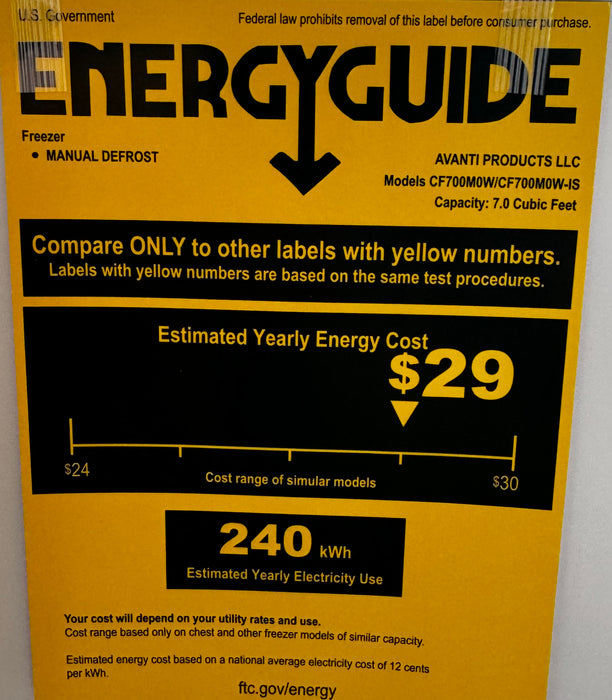 U.S. Government
Federal law prohibits removal of this label before consumer purchase.
ENERGYGUIDE
Freezer
• MANUAL DEFROST
AVANTI PRODUCTS LLC
Models CF700M0W/CF700M0W-IS
Capacity: 7.0 Cubic Feet
Compare ONLY to other labels with yellow numbers.
Labels with yellow numbers are based on the same test procedures.
Estimated Yearly Energy Cost
$29
$24
$30
Cost range of simular models
240 kWh
Estimated Yearly Electricity Use
Your cost will depend on your utility rates and use.
Cost range based only on chest and other freezer models of similar capacity.
Estimated energy cost based on a national average electricity cost of 12 cents
per kWh.
ftc.gov/energy